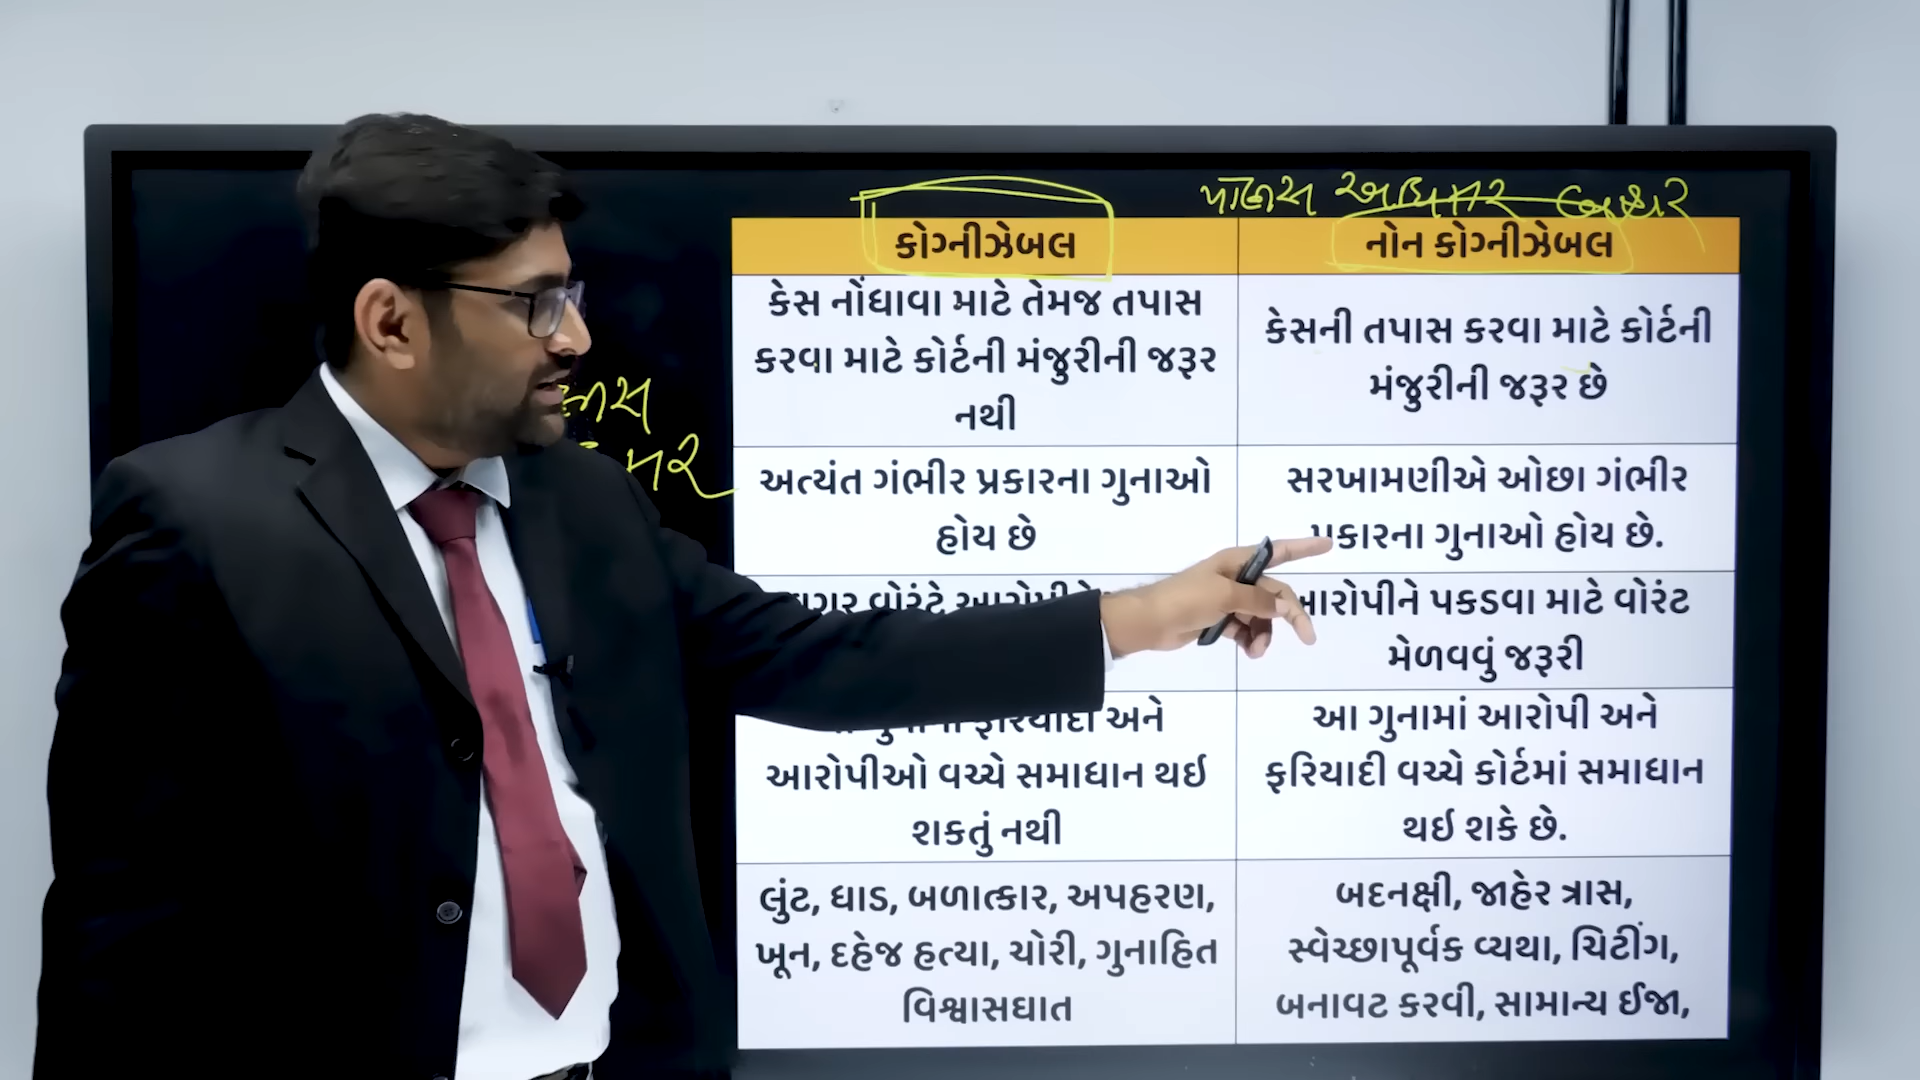 પોલીસ અધિકાર બહાર
કોગ્નીઝેબલ
નોન કોગ્નીઝેબલ
કેસ નોંધાવા માટે તેમજ તપાસ
કરવા માટે કોર્ટની મંજુરીની જરૂર
નથી
કેસની તપાસ કરવા માટે કોર્ટની
મંજુરીની જરૂર છે
અત્યંત ગંભીર પ્રકારના ગુનાઓ
હોય છે
સરખામણીએ ઓછા ગંભીર
પ્રકારના ગુનાઓ હોય છે.
વોરંટે
આરોપીને પકડવા માટે વોરંટ
મેળવવું જરૂરી
ફરિયાદી અને
આરોપીઓ વચ્ચે સમાધાન થઇ
શકતું નથી
આ ગુનામાં આરોપી અને
ફરિયાદી વચ્ચે કોર્ટમાં સમાધાન
થઇ શકે છે.
લુંટ, ધાડ, બળાત્કાર, અપહરણ,
ખૂન, દહેજ હત્યા, ચોરી, ગુનાહિત
વિશ્વાસઘાત
બદનક્ષી, જાહેર ત્રાસ,
સ્વેચ્છાપૂર્વક વ્યથા, ચિટીંગ,
બનાવટ કરવી, સામાન્ય ઈજા,